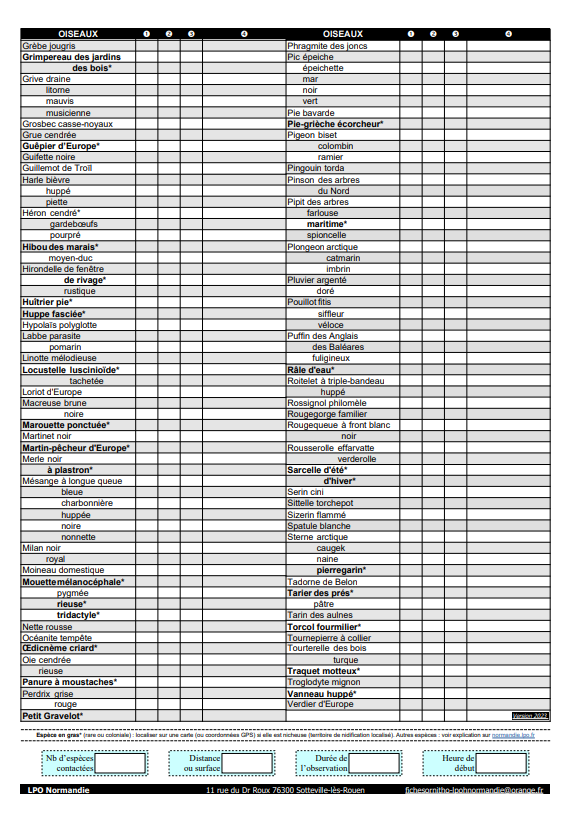 OISEAUX ❶ ❷ ❸ ❹
Grèbe jougris
Grimpereau des jardins
des bois*
Grive draine
litorne
mauvis
musicienne
Grosbec casse-noyaux
Grue cendrée
Guêpier d'Europe*
Guifette noire
Guillemot de Troïl
Harle bièvre
huppé
piette
Héron cendré*
gardebœufs
pourpré
Hibou des marais*
moyen-duc
Hirondelle de fenêtre
de rivage*
rustique
Huîtrier pie*
Huppe fasciée*
Hypolaïs polyglotte
Labbe parasite
pomarin
Linotte mélodieuse
Locustelle luscinioïde*
tachetée
Loriot d'Europe
Macreuse brune
noire
Marouette ponctuée*
Martinet noir
Martin-pêcheur d'Europe*
Merle noir
à plastron*
Mésange à longue queue
bleue
charbonnière
huppée
noire
nonnette
Milan noir
royal
Moineau domestique
Mouette mélanocéphale*
pygmée
rieuse*
tridactyle*
Nette rousse
Océanite tempête
Œdicnème criard*
Oie cendrée
rieuse
Panure à moustaches*
Perdrix grise
rouge
Petit Gravelot*
OISEAUX ❶ ❷ ❸ ❹
Phragmite des joncs
Pic épeiche
épeichette
mar
noir
vert
Pie bavarde
Pie-grièche écorcheur*
Pigeon biset
colombin
ramier
Pingouin torda
Pinson des arbres
du Nord
Pipit des arbres
farlouse
maritime*
spioncelle
Plongeon arctique
catmarin
imbrin
Pluvier argenté
doré
Pouillot fitis
siffleur
véloce
Puffin des Anglais
des Baléares
fuligineux
Râle d'eau*
Roitelet à triple-bandeau
huppé
Rossignol philomèle
Rougegorge familier
Rougequeue à front blanc
noir
Rousserolle effarvatte
verderolle
Sarcelle d'été*
d'hiver*
Serin cini
Sittelle torchepot
Sizerin flammé
Spatule blanche
Sterne arctique
caugek
naine
pierregarin*
Tadorne de Belon
Tarier des prés*
pâtre
Tarin des aulnes
Torcol fourmilier*
Tournepierre à collier
Tourterelle des bois
turque
Traquet motteux*
Troglodyte mignon
Vanneau huppé*
Verdier d'Europe
Version 2022
Espèce en gras* (rare ou coloniale) : localiser sur une carte (ou coordonnées GPS) si elle est nicheuse (territoire de nidification localisé). Autres espèces : voir explication sur normandie.lpo.fr
Nb d'espèces
contactées
Distance
ou surface
Durée de
l'observation
Heure de
début
LPO Normandie 11 rue du Dr Roux 76300 Sotteville-lès-Rouen fichesornitho-lpohnormandie@orange.fr